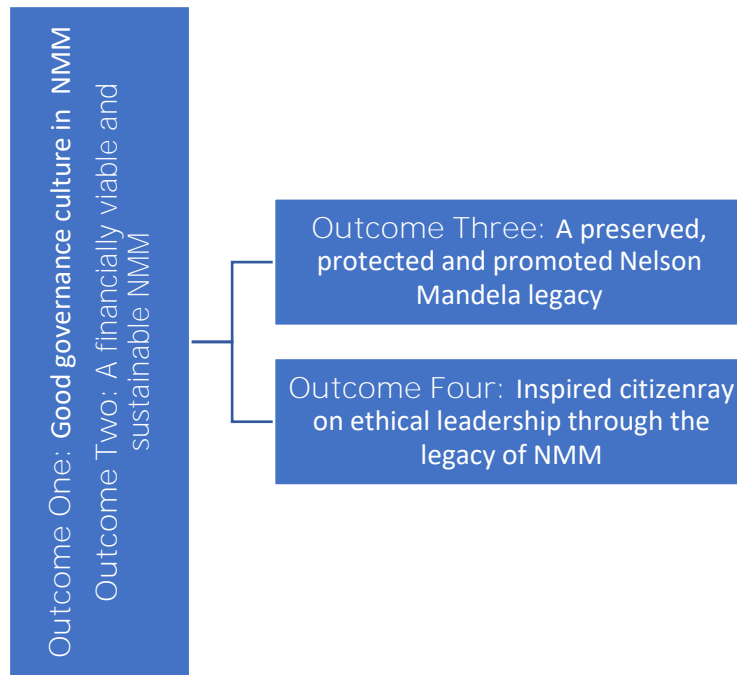 Outcome One: Good governance culture in NMM
Outcome Two: A financially viable and
sustainable NMM
Outcome Three: A preserved,
protected and promoted Nelson
Mandela legacy
Outcome Four: Inspired citizenray
on ethical leadership through the
legacy of NMM